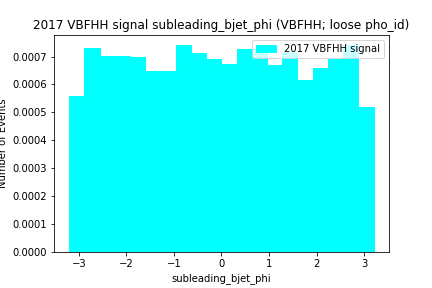 2017 VBFHH signal subleading_bjet_phi (VBFHH; loose pho_id)
2017 VBFHH signal
0.0007
0.0006
0.0005
0.0004
0.0003
0.0002
0.0001
0.0000
Number of Events
−3 −2 −1 0 1 2 3
subleading_bjet_phi